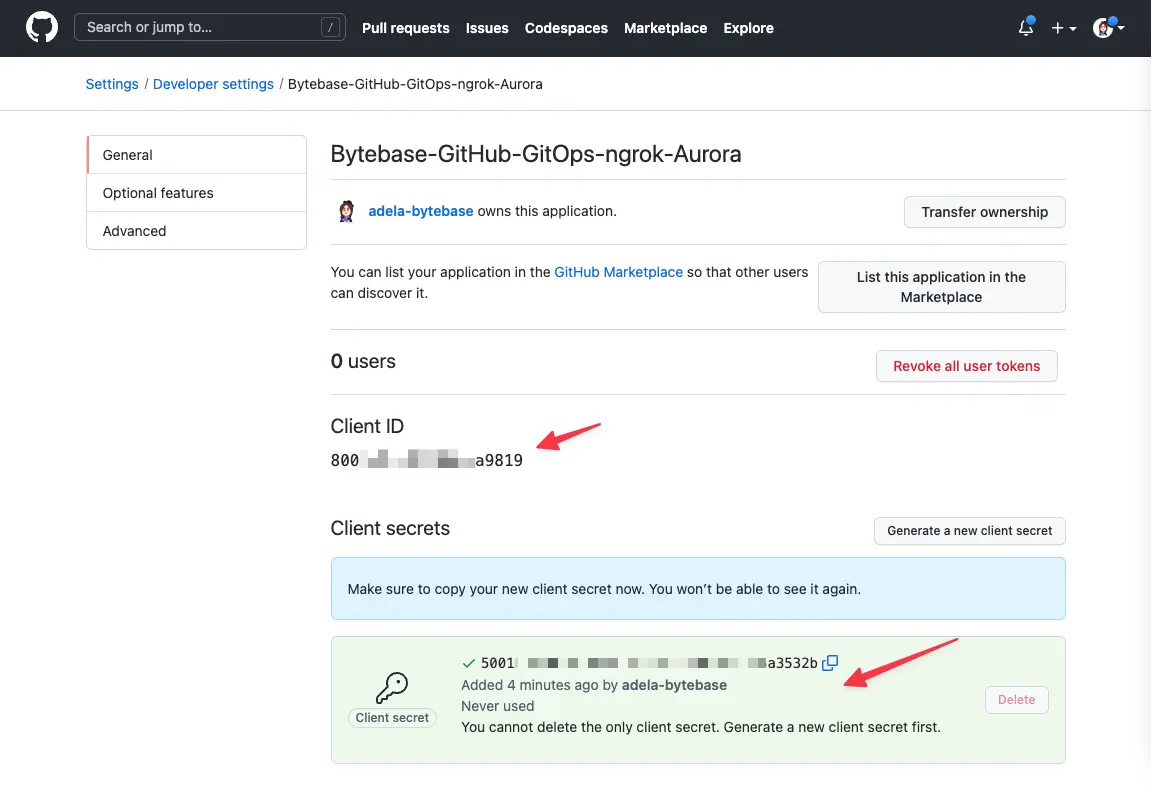 Search or jump to... /
Pull requests Issues Codespaces Marketplace Explore
Settings / Developer settings / Bytebase-GitHub-GitOps-ngrok-Aurora
General
Optional features
Advanced
Bytebase-GitHub-GitOps-ngrok-Aurora
adela-bytebase owns this application.
Transfer ownership
You can list your application in the GitHub Marketplace so that other users
can discover it.
List this application in the
Marketplace
0 users
Revoke all user tokens
Client ID
800 a9819
Client secrets
Generate a new client secret
Make sure to copy your new client secret now. You won’t be able to see it again.
Client secret
5001 a3532b
Added 4 minutes ago by adela-bytebase
Never used
You cannot delete the only client secret. Generate a new client secret first.
Delete